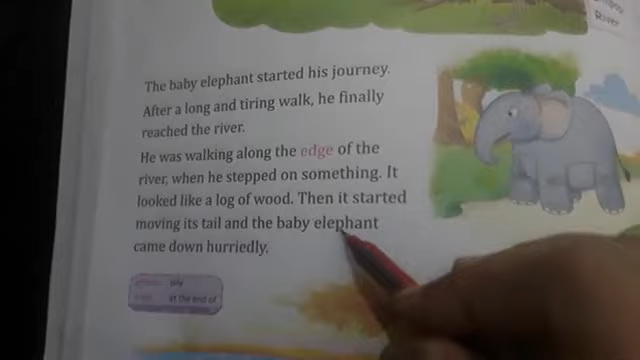 River
The baby elephant started his journey.
After a long and tiring walk, he finally
reached the river.
He was walking along the edge of the
river, when he stepped on something. It
looked like a log of wood. Then it started
moving its tail and the baby elephant
came down hurriedly.
at the end of